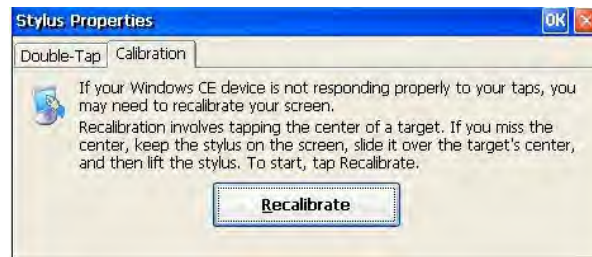 Stylus Properties OK
Double-Tap Calibration
If your Windows CE device is not responding properly to your taps, you
may need to recalibrate your screen.
Recalibration involves tapping the center of a target. If you miss the
center, keep the stylus on the screen, slide it over the target's center,
and then lift the stylus. To start, tap Recalibrate.
Recalibrate